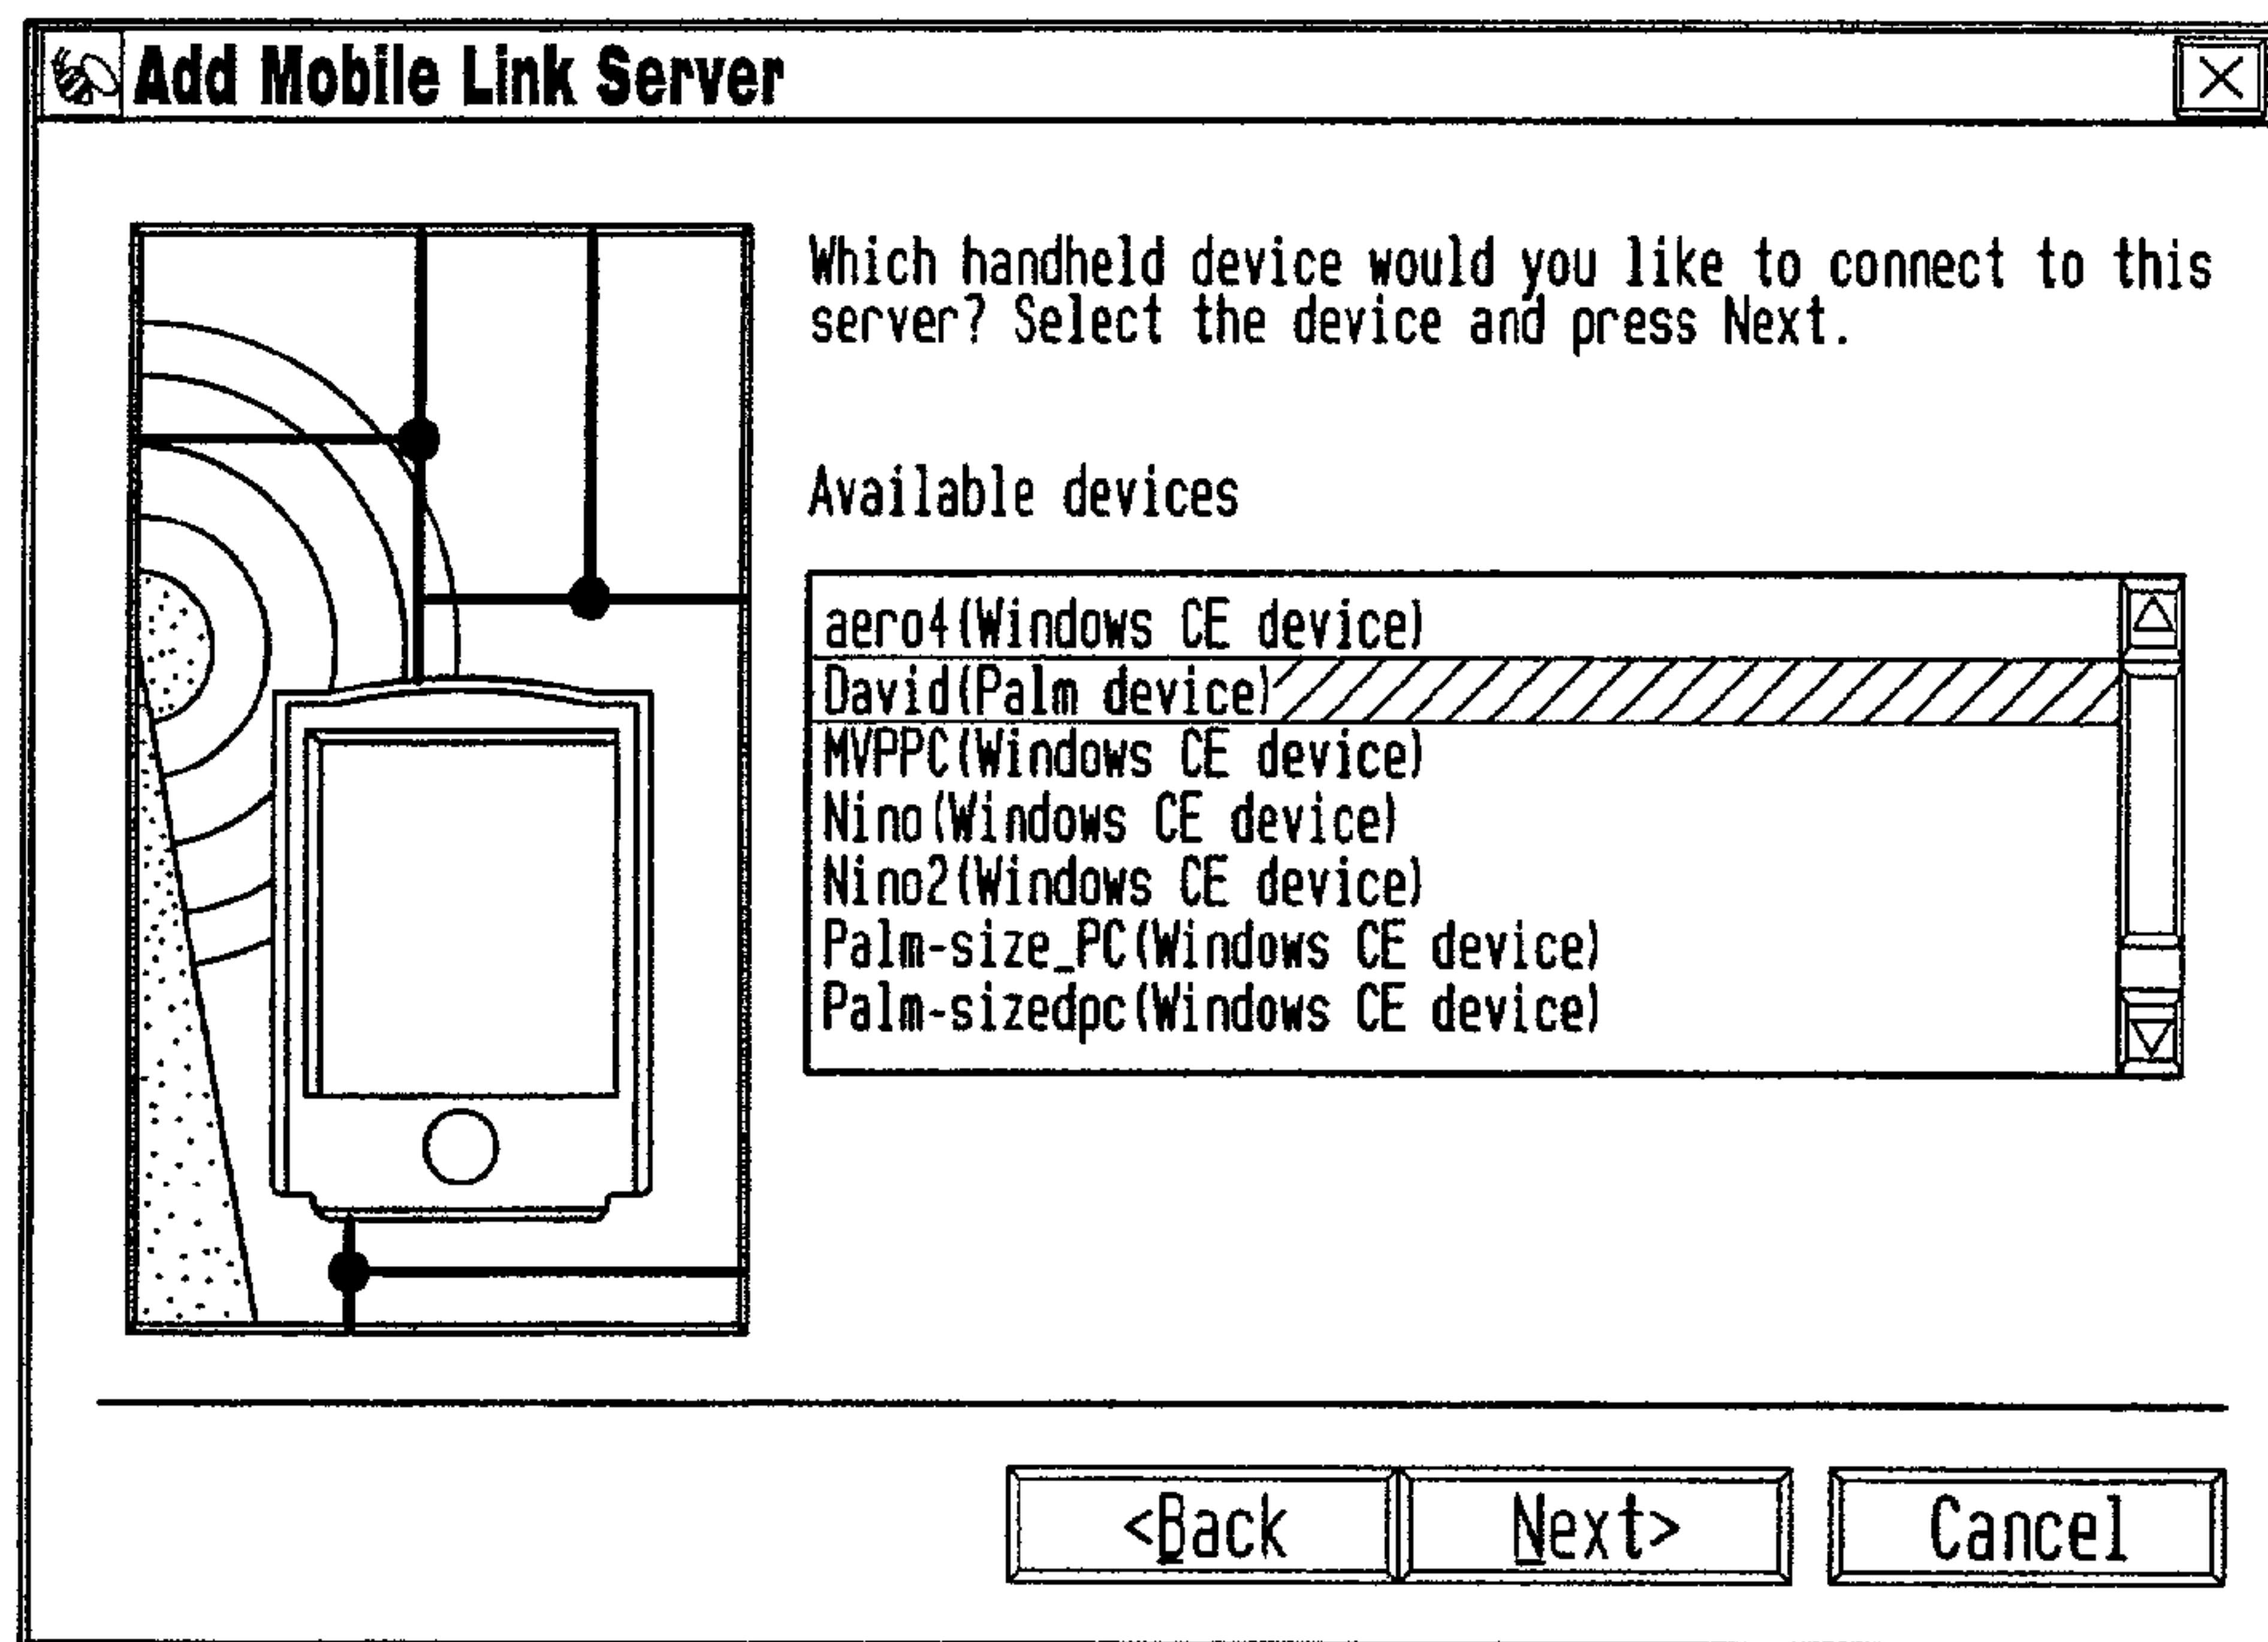 Add Mobile Link Server
Which handheld device would you like to connect to this
server? Select the device and press Next.
Available devices
aero4(Windows CE device)
David(Palm device)
MVPPC(Windows CE device)
Nino(Windows CE device)
Nino2(Windows CE device)
Palm-size_PC(Windows CE device)
Palm-sizedpc(Windows CE device)
<Back
Next>
Cancel